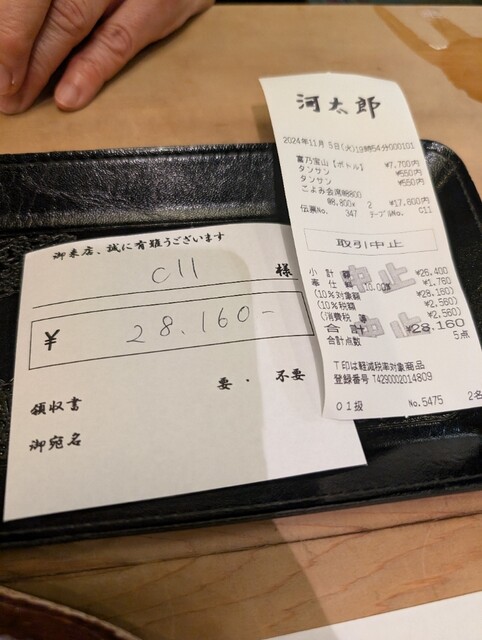 河太郎
2024年11月 5日(火)19時54分000101
富乃宝山【ボトル】 ¥7,700円
タンサン ¥550円
タンサン ¥550円
こよみ会席@8800
@8,800x 2 ¥17,600円
伝票No. 347 テーブルNo. C11
取引中止
小計額 ¥26,400
中止
奉仕料 10.00% ¥1,760
(10%対象額 ¥28,160)
(10%税額 ¥2,560)
(消費税等 ¥2,560)
中止
合計 ¥28,160
合計点数 5点
T印は軽減税率対象商品
登録番号 T4290002014809
01扱 No.5475 2名
御来店、誠に有難うございます
C11 様
¥ 28.160-
要・不要
領収書
御宛名